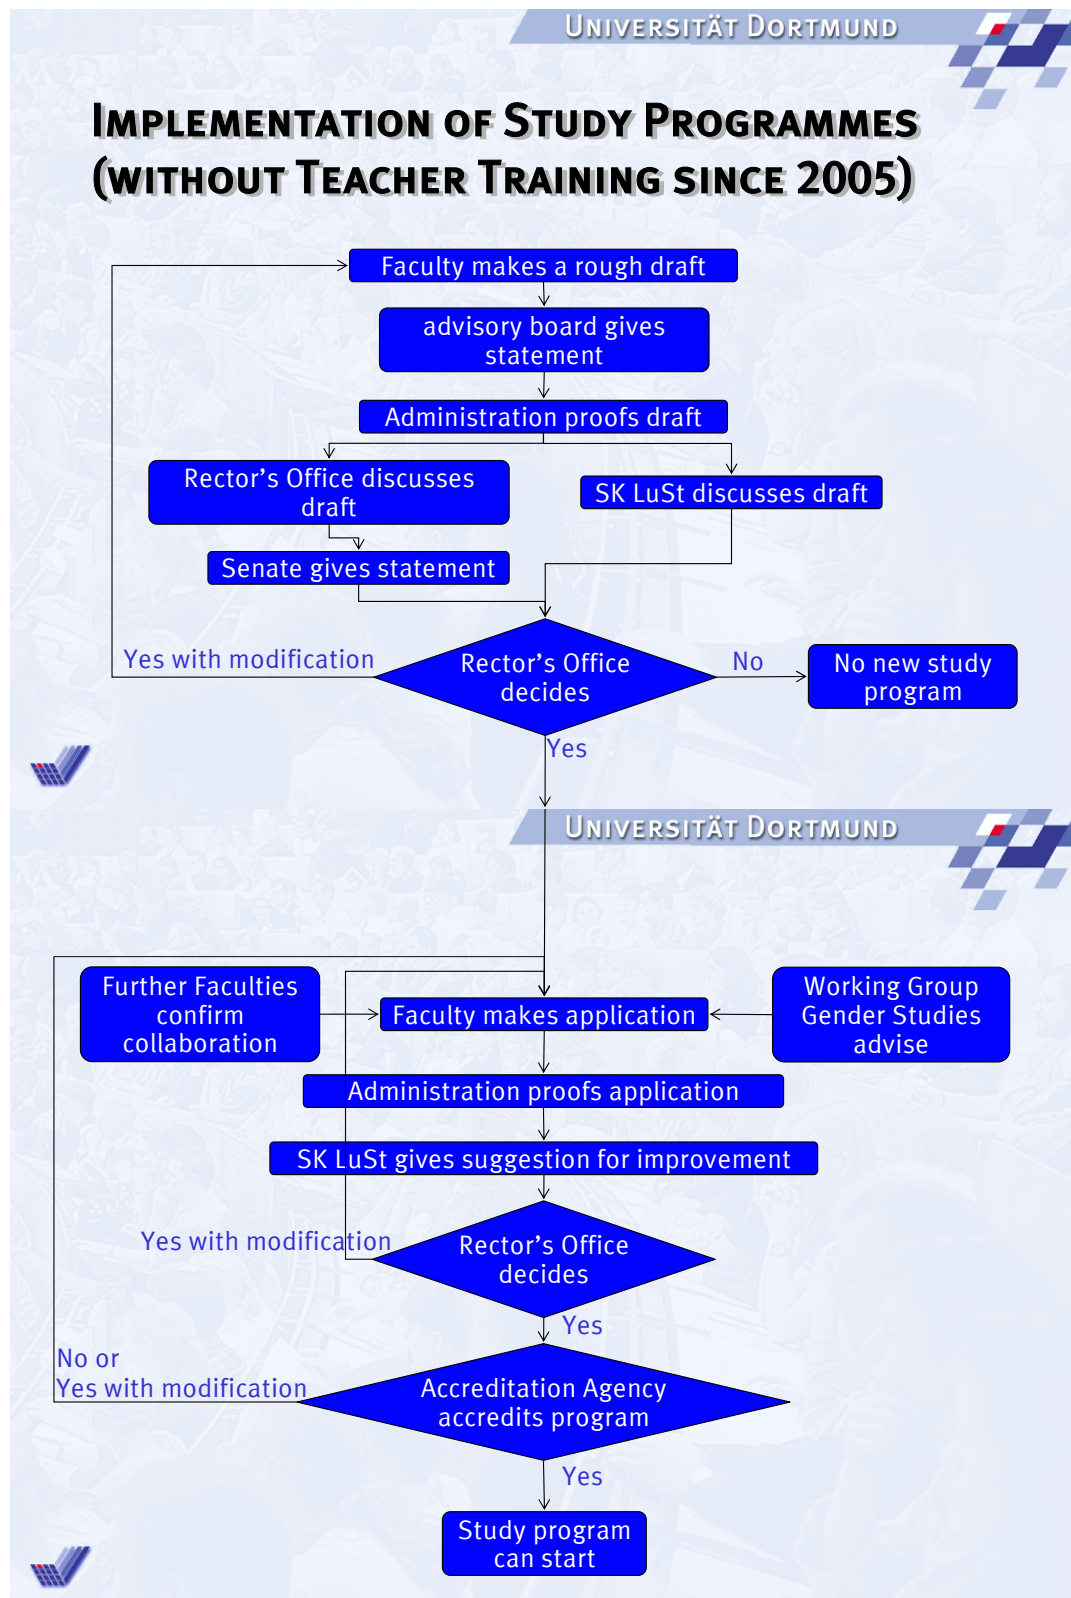 UNIVERSITÄT DORTMUND
IMPLEMENTATION OF STUDY PROGRAMMES
(WITHOUT TEACHER TRAINING SINCE 2005)
Faculty makes a rough draft
advisory board gives
statement
Administration proofs draft
Rector's Office discusses
draft
SK LuSt discusses draft
Senate gives statement
Yes with modification
Rector's Office
decides
No
No new study
program
Yes
UNIVERSITÄT DORTMUND
Further Faculties
confirm
collaboration
Faculty makes application
Working Group
Gender Studies
advise
Administration proofs application
SK LuSt gives suggestion for improvement
Yes with modification
Rector's Office
decides
Yes
No or
Yes with modification
Accreditation Agency
accredits program
Yes
Study program
can start